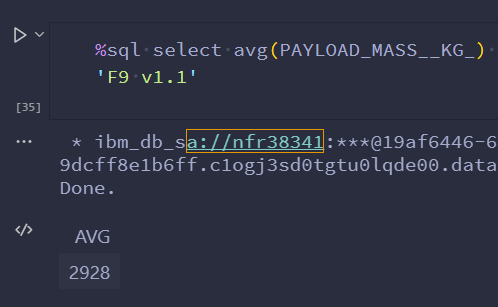 %sql select avg(PAYLOAD_MASS__KG_)
'F9 v1.1'
[35]
* ibm_db_sa://nfr38341:***@19af6446-6
9dcff8e1b6ff.c1ogj3sd0tgtu0lqde00.data
Done.
AVG
2928